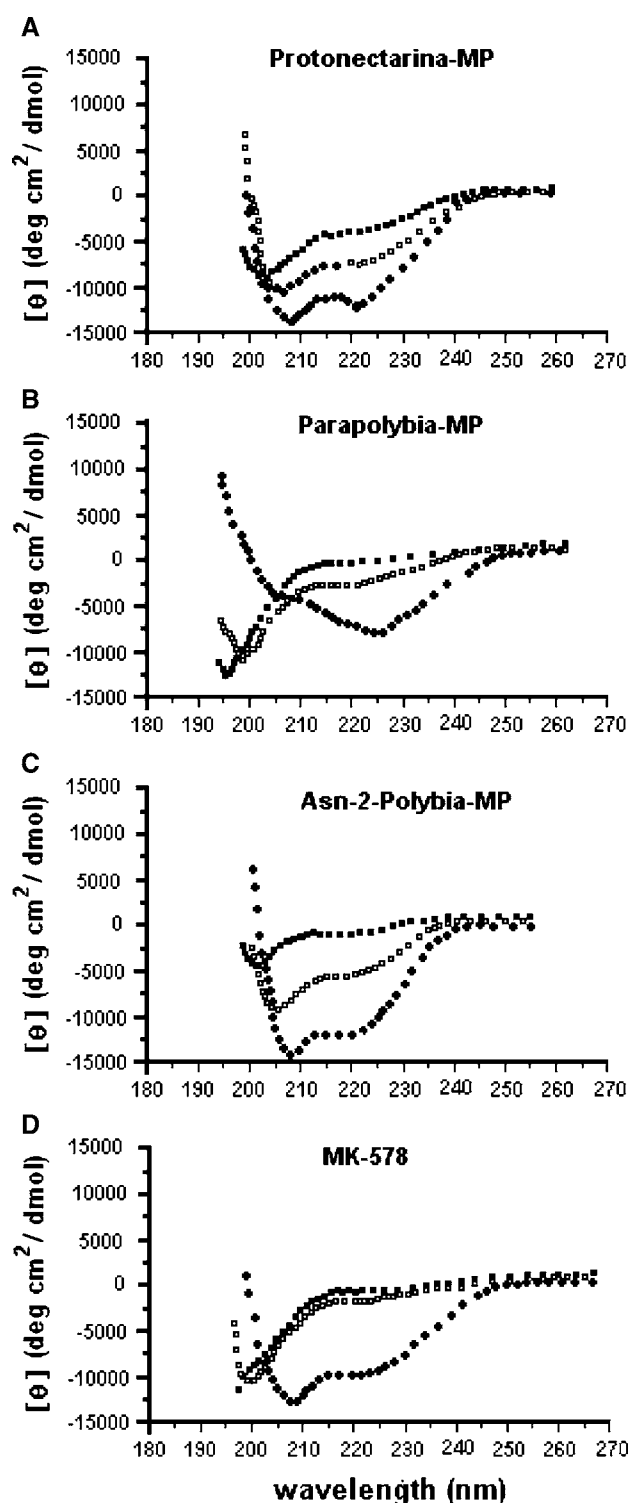 A
Protonectarina-MP
[θ] (deg cm2 / dmol)
15000
10000
5000
0
-5000
-10000
-15000
180 190 200 210 220 230 240 250 260 270
B
Parapolybia-MP
[θ] (deg cm2 / dmol)
15000
10000
5000
0
-5000
-10000
-15000
180 190 200 210 220 230 240 250 260 270
C
Asn-2-Polybia-MP
[θ] (deg cm2 / dmol)
15000
10000
5000
0
-5000
-10000
-15000
180 190 200 210 220 230 240 250 260 270
D
MK-578
[θ] (deg cm2 / dmol)
15000
10000
5000
0
-5000
-10000
-15000
180 190 200 210 220 230 240 250 260 270
wavelength (nm)